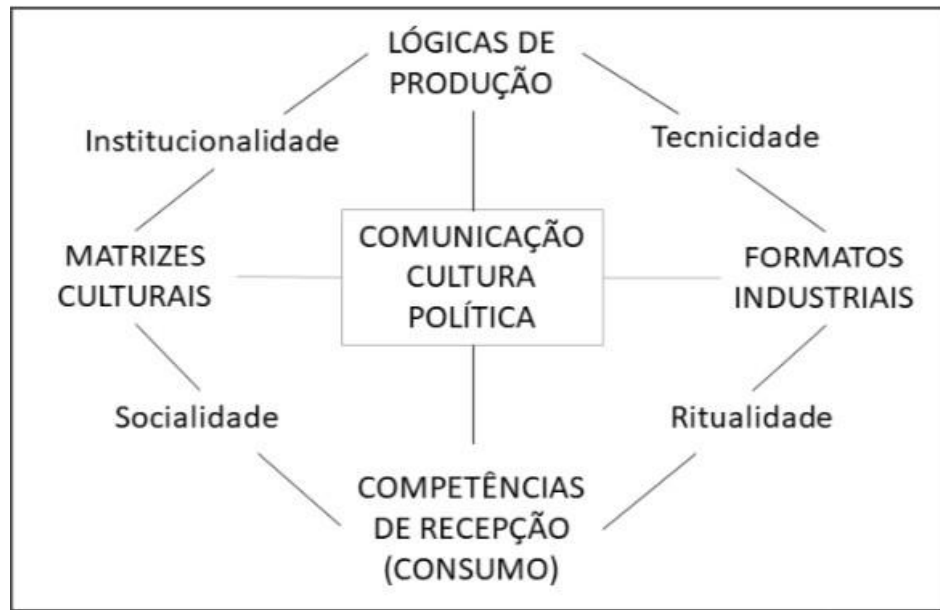 LÓGICAS DE
PRODUÇÃO
Institucionalidade
Tecnicidade
MATRIZES
CULTURAIS
COMUNICAÇÃO
CULTURA
POLÍTICA
FORMATOS
INDUSTRIAIS
Socialidade
Ritualidade
COMPETÊNCIAS
DE RECEPÇÃO
(CONSUMO)